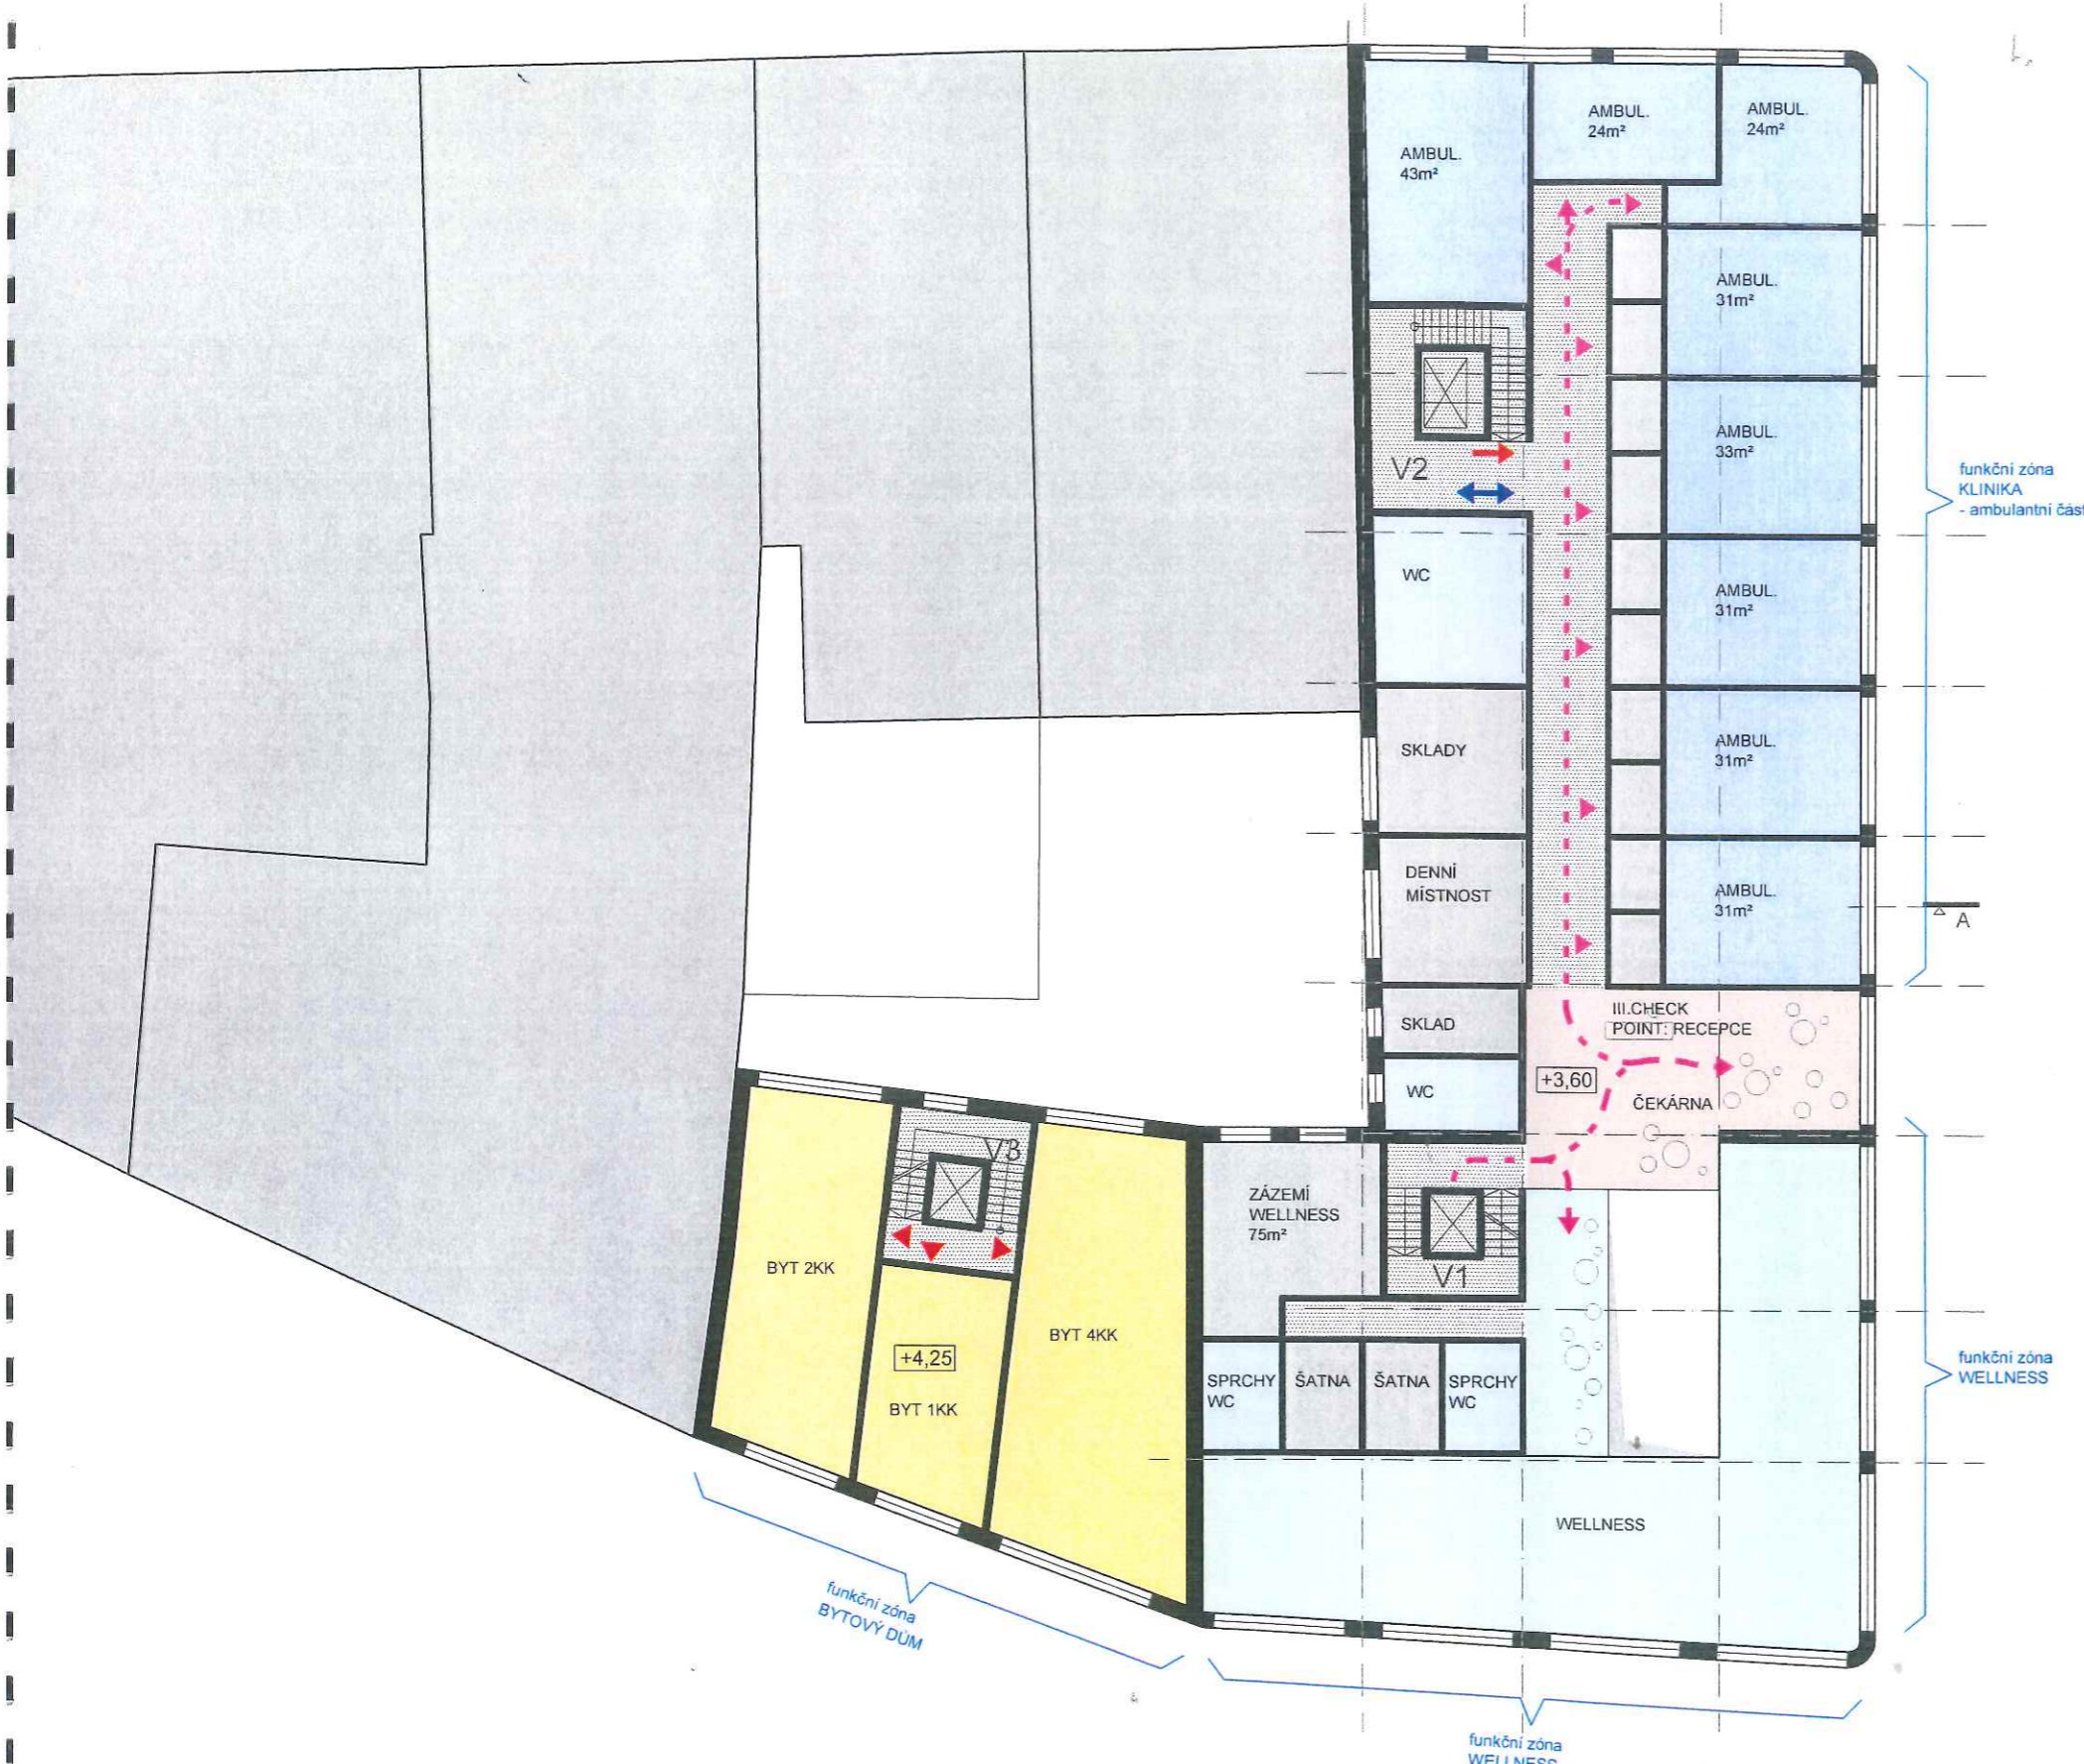 AMBUL.
43m²
AMBUL.
24m²
AMBUL.
24m²
AMBUL.
31m²
AMBUL.
33m²
AMBUL.
31m²
AMBUL.
31m²
AMBUL.
31m²
V2
WC
SKLADY
DENNÍ
MÍSTNOST
SKLAD
WC
III.CHECK
POINT: RECEPCE
+3,60
ČEKÁRNA
funkční zóna
KLINIKA
- ambulantní část
A
V3
BYT 2KK
+4,25
BYT 1KK
BYT 4KK
ZÁZEMÍ
WELLNESS
75m²
V1
SPRCHY
WC
ŠATNA
ŠATNA
SPRCHY
WC
WELLNESS
funkční zóna
WELLNESS
funkční zóna
BYTOVÝ DŮM
funkční zóna
WELLNESS